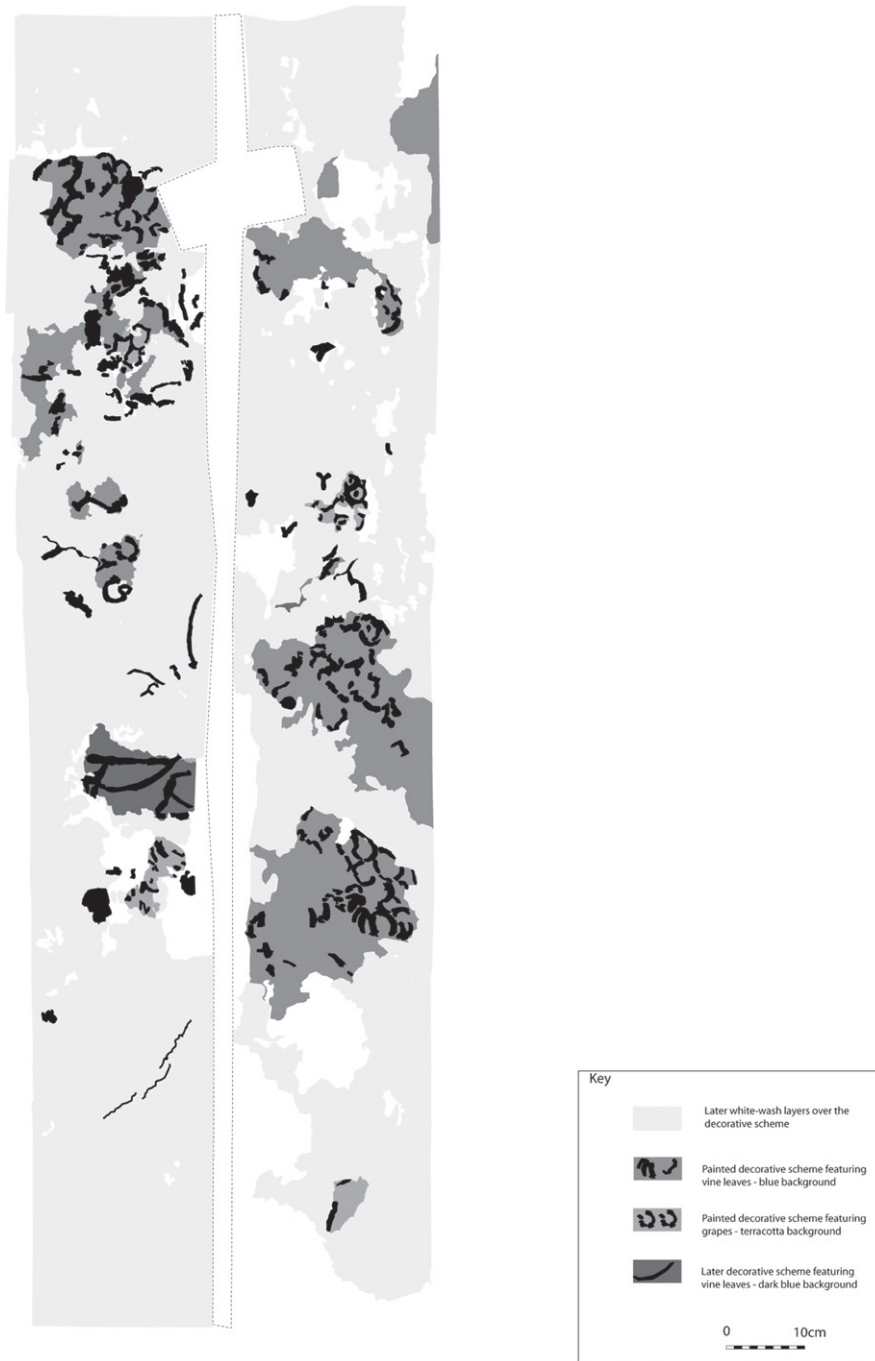 Key
Later white-wash layers over the
decorative scheme
Painted decorative scheme featuring
vine leaves - blue background
Painted decorative scheme featuring
grapes - terracotta background
Later decorative scheme featuring
vine leaves - dark blue background
0 10cm